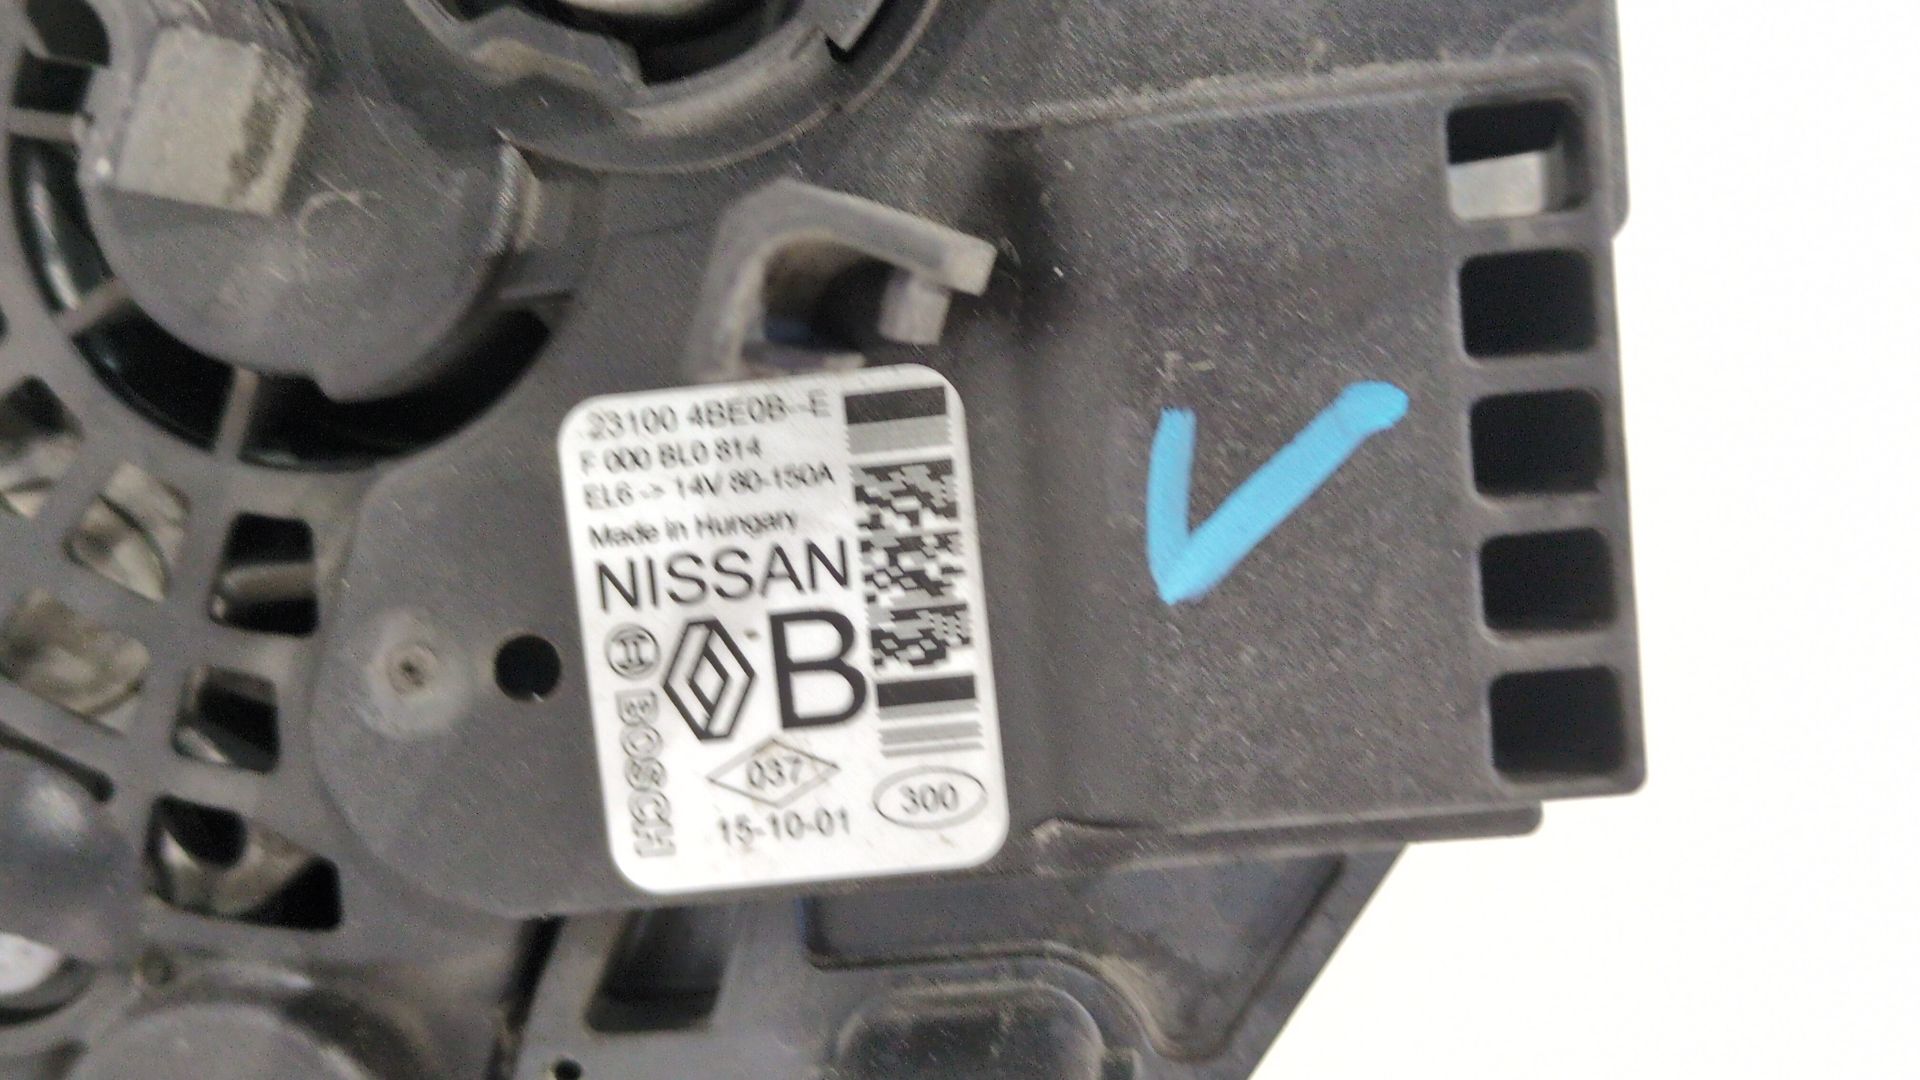 23100 4BE0B--E
F 000 BL0 814
EL6 -> 14V 80-150A
Made in Hungary
NISSAN
B
BOSCH
037
300
15-10-01